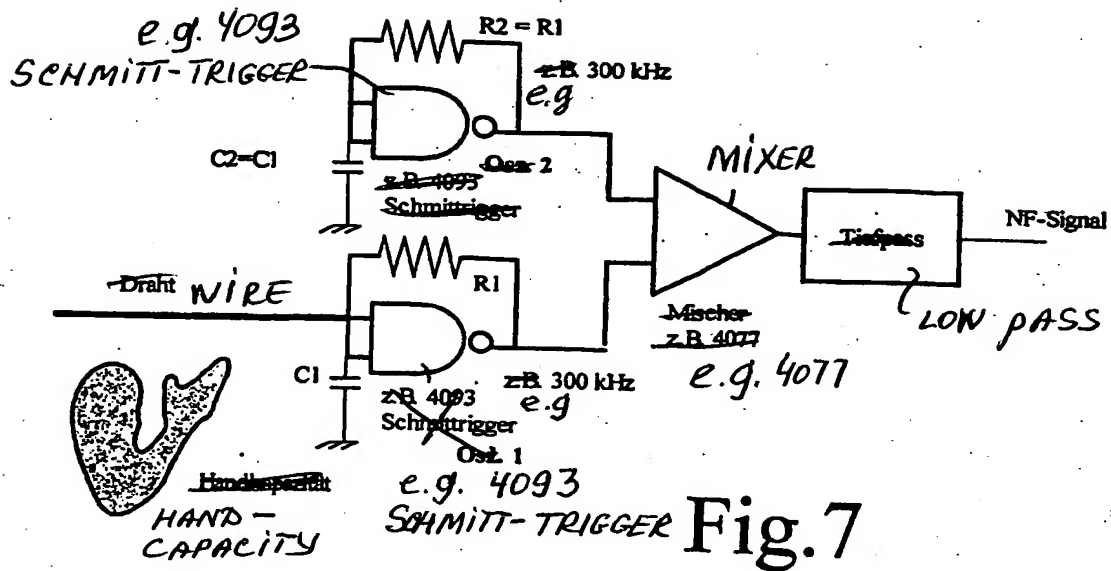 e.g. 4093
SCHMITT-TRIGGER
R2 = R1
z.B. 300 kHz
e.g
C2=C1
Osz. 2
z.B. 4093
Schmittrigger
MIXER
Tiefpass
NF-Signal
LOW PASS
Draht WIRE
R1
Mischer
z.B. 4077
e.g. 4077
C1
z.B. 300 kHz
e.g
z.B. 4093
Schmittrigger
Osz. 1
Handkapazität
HAND-
CAPACITY
e.g. 4093
SCHMITT-TRIGGER
Fig.7